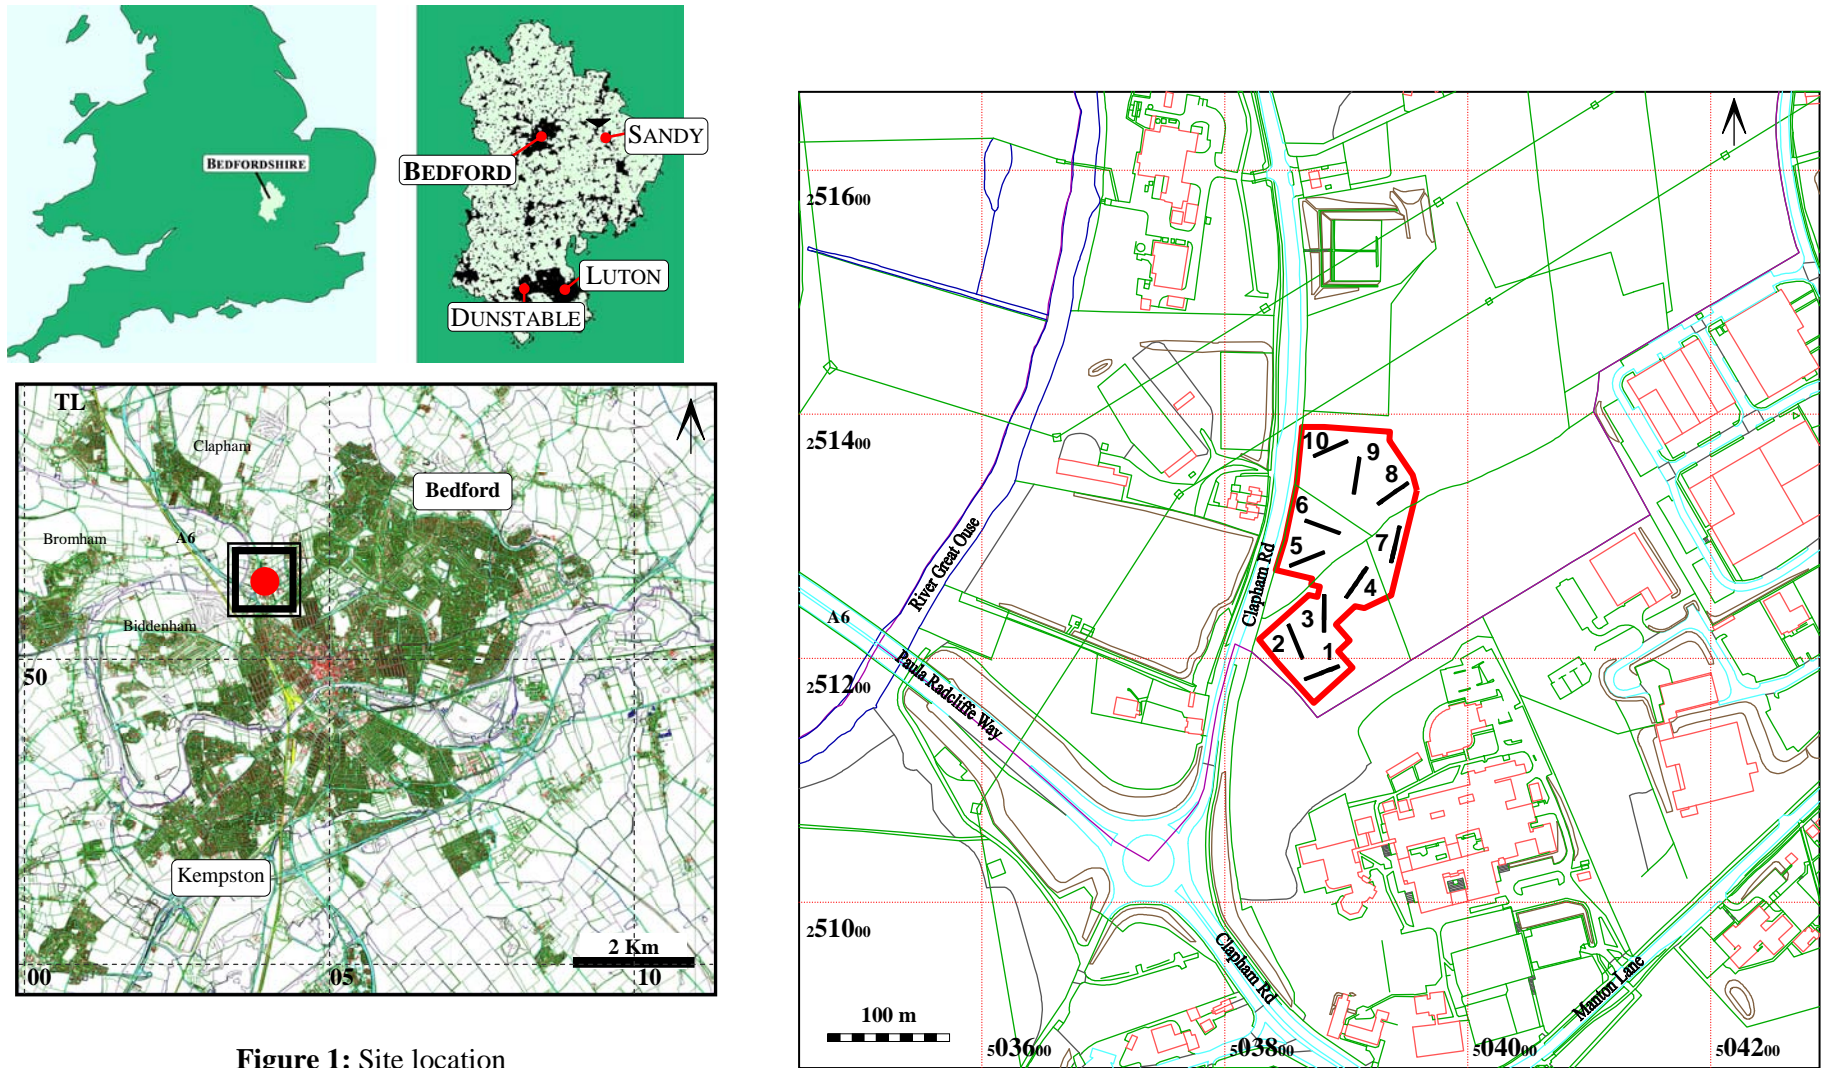 BEDFORDSHIRE
SANDY
BEDFORD
LUTON
DUNSTABLE
TL
Clapham
Bedford
Bromham
A6
Biddenham
50
Kempston
2 Km
00
05
10
Figure 1: Site location
251600
251400
251200
251000
10
9
8
6
7
5
4
3
2
1
River Great Ouse
Clapham Rd
A6
Paula Radcliffe Way
Clapham Rd
Manton Lane
100 m
503600
503800
504000
504200